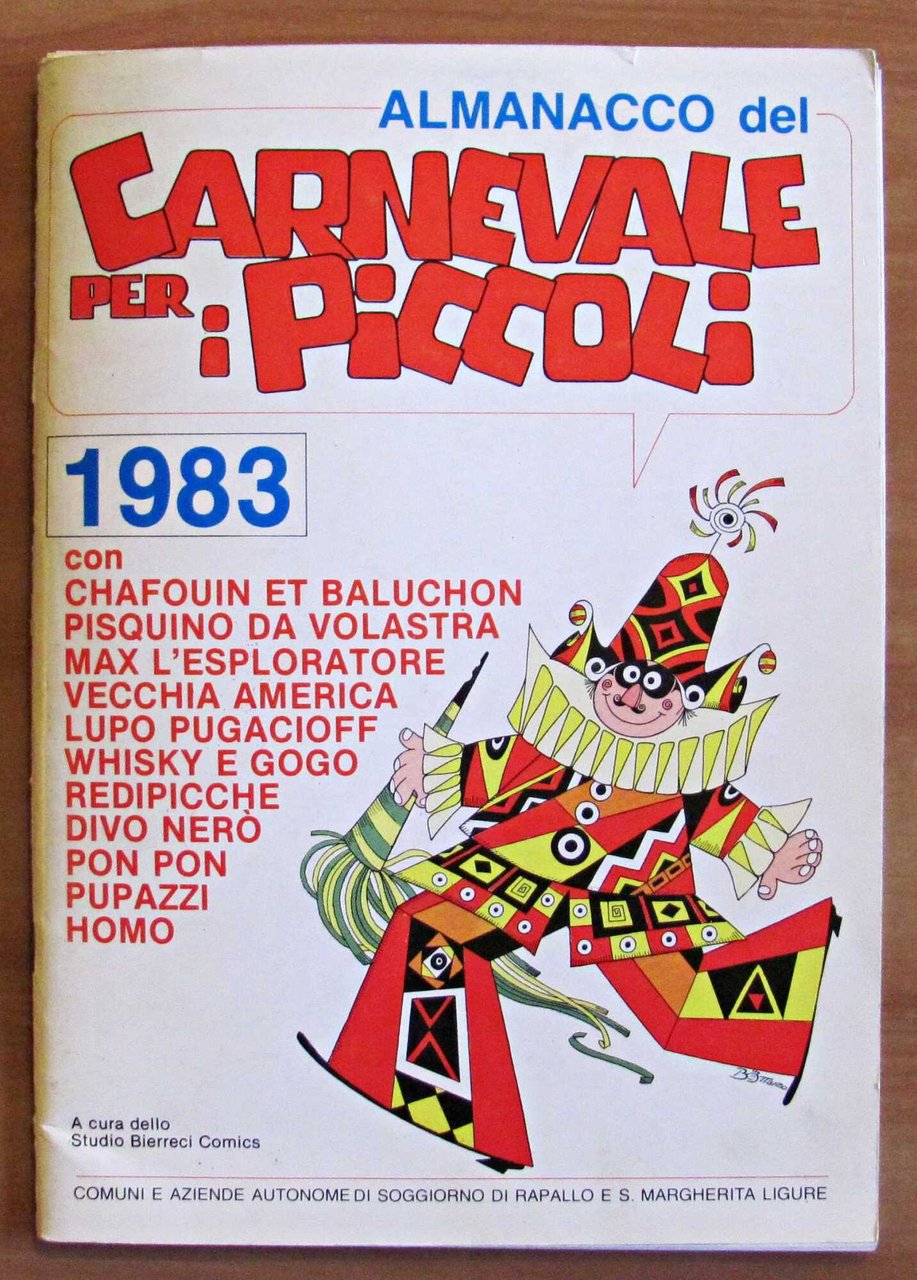 ALMANACCO del
CARNEVALE
PER i PiCCOLi
1983
con
CHAFOUIN ET BALUCHON
PISQUINO DA VOLASTRA
MAX L'ESPLORATORE
VECCHIA AMERICA
LUPO PUGACIOFF
WHISKY E GOGO
REDIPICCHE
DIVO NERÒ
PON PON
PUPAZZI
HOMO
Bottaro
A cura dello
Studio Bierreci Comics
COMUNI E AZIENDE AUTONOME DI SOGGIORNO DI RAPALLO E S. MARGHERITA LIGURE